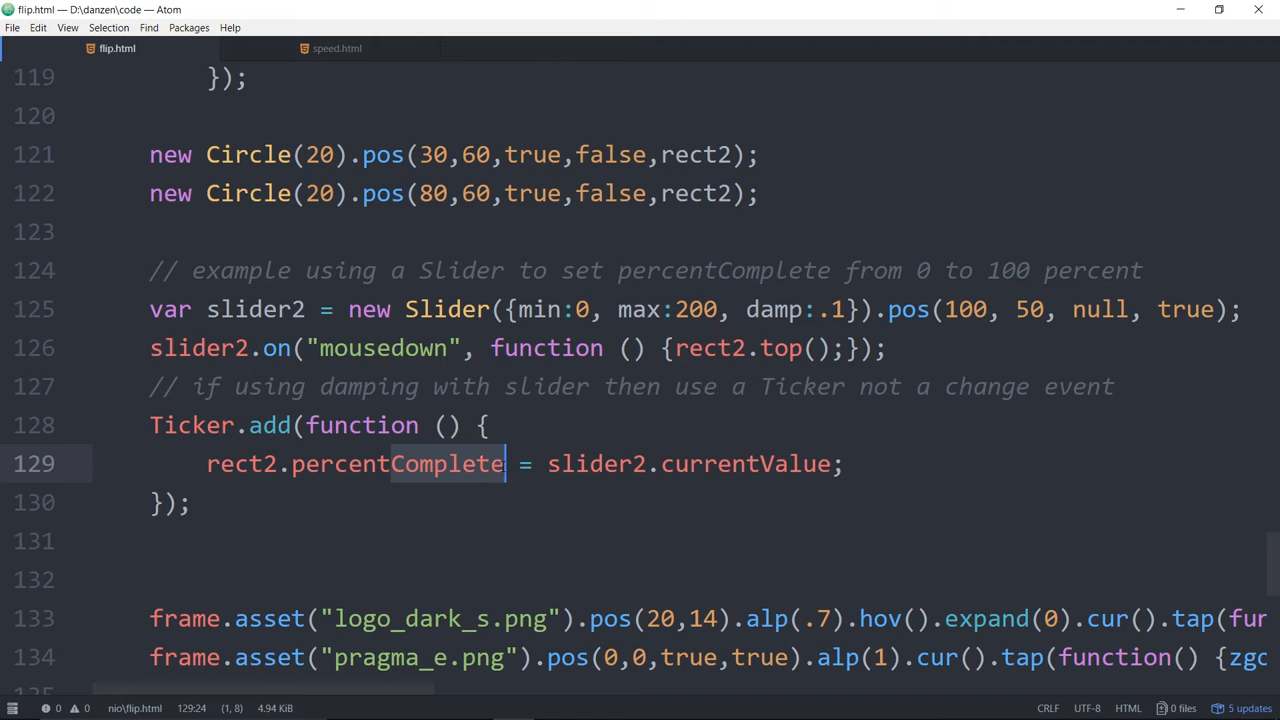 flip.html — D:\danzen\code — Atom
File Edit View Selection Find Packages Help
flip.html speed.html
119 });
120
121 new Circle(20).pos(30,60,true,false,rect2);
122 new Circle(20).pos(80,60,true,false,rect2);
123
124 // example using a Slider to set percentComplete from 0 to 100 percent
125 var slider2 = new Slider({min:0, max:200, damp:.1}).pos(100, 50, null, true);
126 slider2.on("mousedown", function () {rect2.top();});
127 // if using damping with slider then use a Ticker not a change event
128 Ticker.add(function () {
129 rect2.percentComplete = slider2.currentValue;
130 });
131
132
133 frame.asset("logo_dark_s.png").pos(20,14).alp(.7).hov().expand(0).cur().tap(fur
134 frame.asset("pragma_e.png").pos(0,0,true,true).alp(1).cur().tap(function() {zgc
0 0 nio\flip.html 129:24 (1, 8) 4.94 KiB CRLF UTF-8 HTML 0 files 5 updates